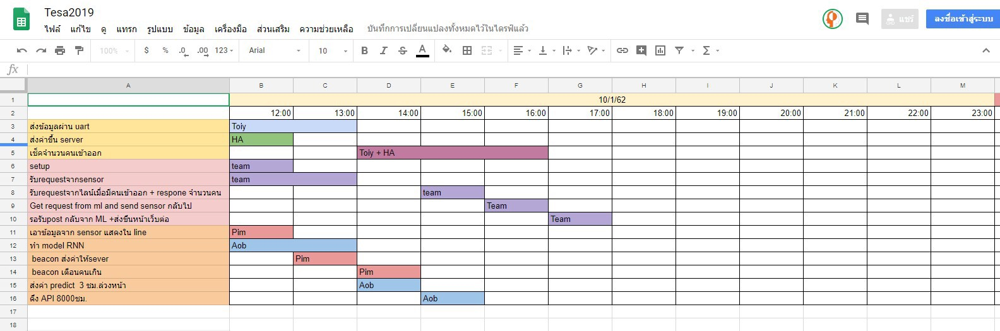 Tesa2019
ไฟล์ แก้ไข ดู แทรก รูปแบบ ข้อมูล เครื่องมือ ส่วนเสริม ความช่วยเหลือ บันทึกการเปลี่ยนแปลงทั้งหมดไว้ในไดรฟ์แล้ว
แชร์ ลงชื่อเข้าสู่ระบบ
100% $ % .0 .00 123 Arial 10 B I S A Σ
fx
A B C D E F G H I J K L M
1 10/1/62
2 12:00 13:00 14:00 15:00 16:00 17:00 18:00 19:00 20:00 21:00 22:00 23:00
3 ส่งข้อมูลผ่าน uart Toiy
4 ส่งค่าขึ้น server HA
5 เช็คจำนวนคนเข้าออก Toiy + HA
6 setup team
7 รับrequestจากsensor team
8 รับrequestจากไลน์เมื่อมีคนเข้าออก + respone จำนวนคน team
9 Get request from ml and send sensor กลับไป Team
10 รอรับpost กลับจาก ML +ส่งขึ้นหน้าเว็บต่อ Team
11 เอาข้อมูลจาก sensor แสดงใน line Pim
12 ทำ model RNN Aob
13 beacon ส่งค่าให้sever Pim
14 beacon เตือนคนเกิน Pim
15 ส่งค่า predict 3 ชม.ล่วงหน้า Aob
16 ดึง API 8000ชม. Aob
17
18